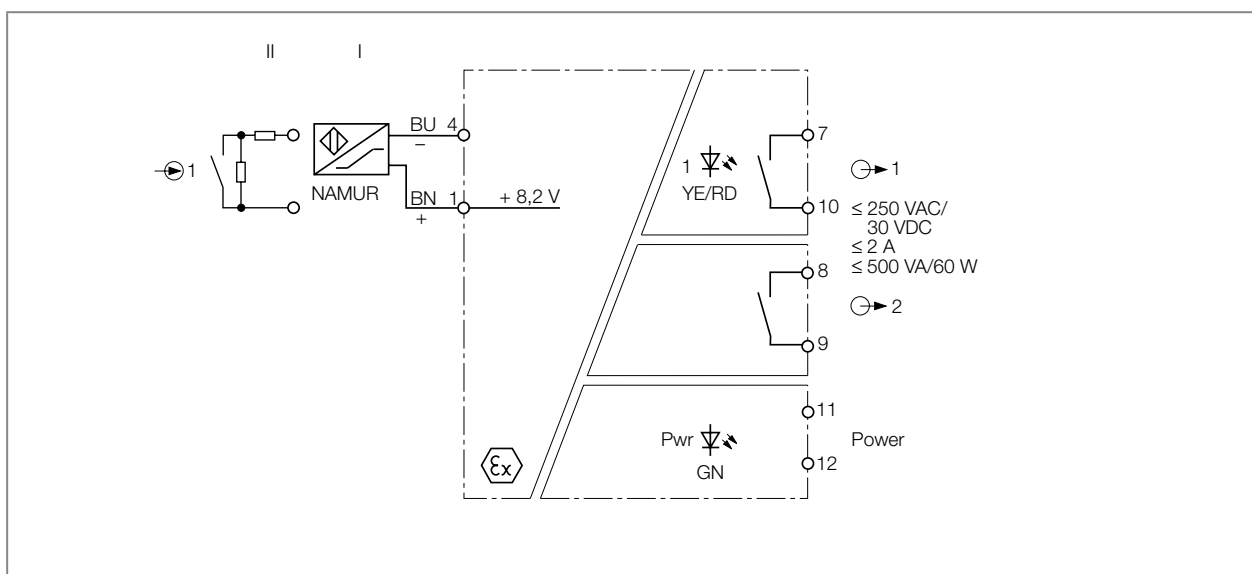 II I
BU 4
–
1
NAMUR
BN 1
+
+ 8,2 V
1
YE/RD
7
10
1
≤ 250 VAC/
30 VDC
≤ 2 A
≤ 500 VA/60 W
8
9
2
Pwr
GN
11
12
Power
Ex